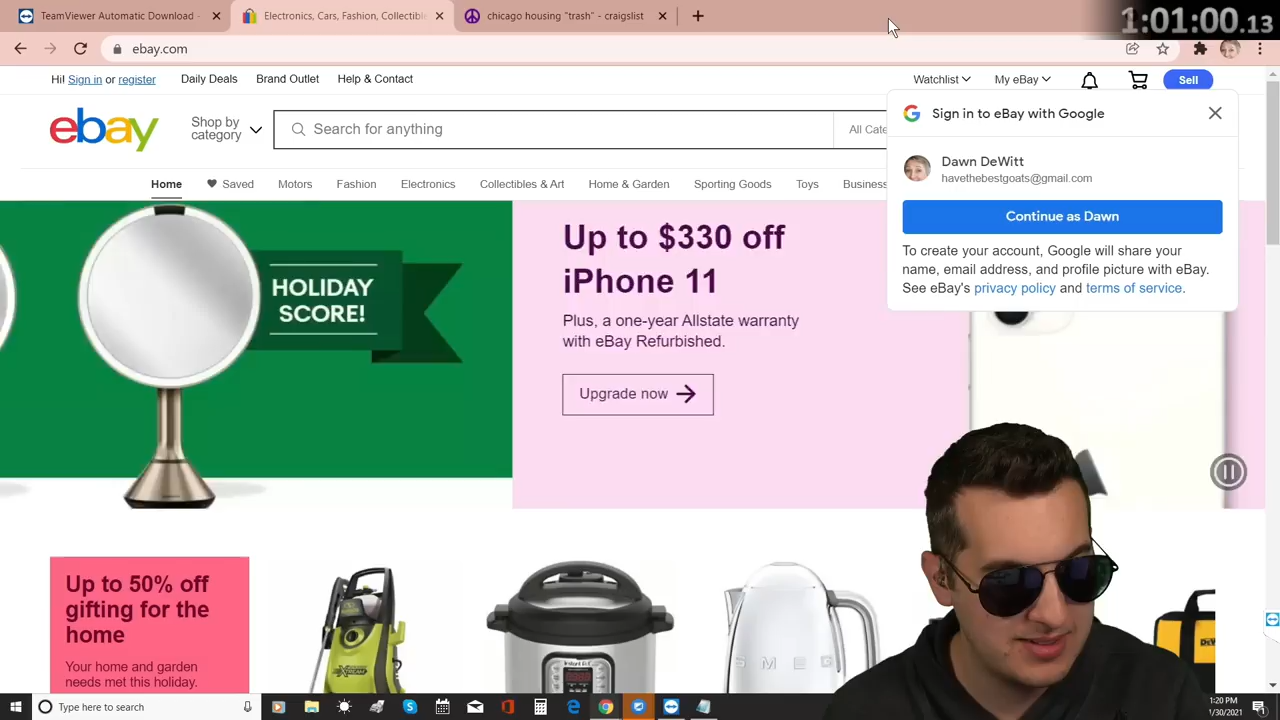 TeamViewer Automatic Download -
Electronics, Cars, Fashion, Collectible
chicago housing "trash" - craigslist
1:01:00.13
ebay.com
Hi! Sign in or register
Daily Deals
Brand Outlet
Help & Contact
Watchlist
My eBay
Sell
ebay
Shop by
category
Search for anything
All Cate
Sign in to eBay with Google
Dawn DeWitt
havethebestgoats@gmail.com
Continue as Dawn
To create your account, Google will share your
name, email address, and profile picture with eBay.
See eBay's privacy policy and terms of service.
Home
Saved
Motors
Fashion
Electronics
Collectibles & Art
Home & Garden
Sporting Goods
Toys
Business
HOLIDAY
SCORE!
Up to $330 off
iPhone 11
Plus, a one-year Allstate warranty
with eBay Refurbished.
Upgrade now
Up to 50% off
gifting for the
home
Your home and garden
needs met this holiday.
SMEG
Type here to search
1:20 PM
1/30/2021